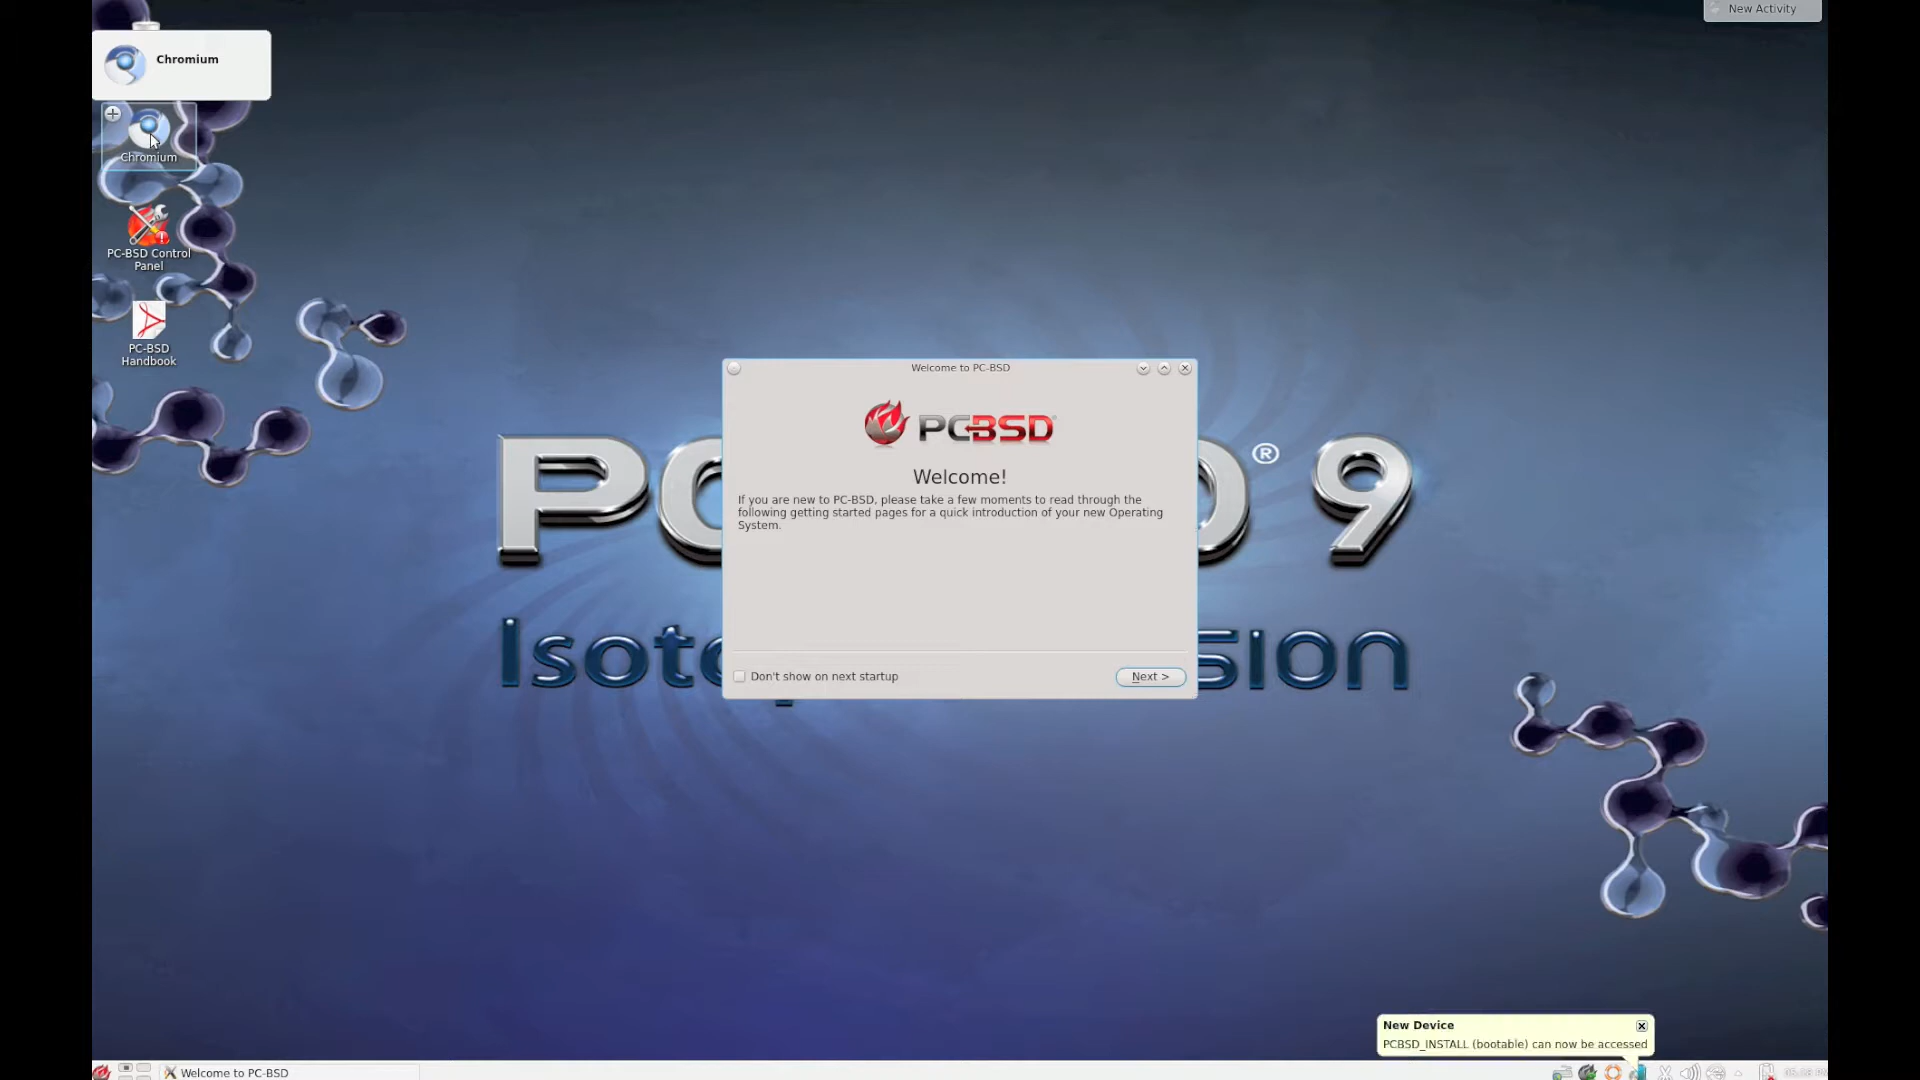 New Activity
Chromium
Chromium
PC-BSD Control
Panel
PC-BSD
Handbook
Welcome to PC-BSD
PCBSD
Welcome!
If you are new to PC-BSD, please take a few moments to read through the
following getting started pages for a quick introduction of your new Operating
System.
® 9
Don't show on next startup
Next >
New Device
PCBSD_INSTALL (bootable) can now be accessed
Welcome to PC-BSD